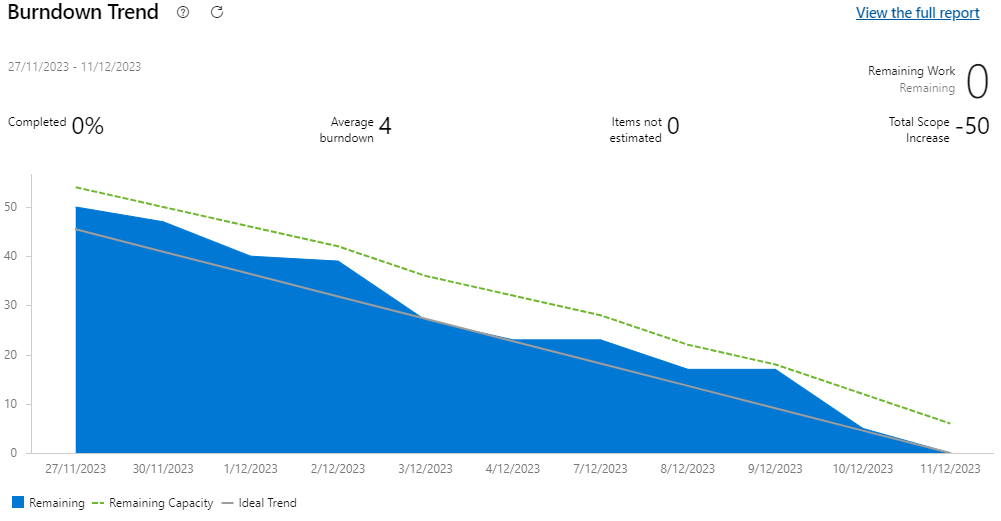 Burndown Trend
View the full report
27/11/2023 - 11/12/2023
Remaining Work
Remaining
0
Completed 0%
Average
burndown
4
Items not
estimated
0
Total Scope
Increase
-50
50
40
30
20
10
0
27/11/2023 30/11/2023 1/12/2023 2/12/2023 3/12/2023 4/12/2023 7/12/2023 8/12/2023 9/12/2023 10/12/2023 11/12/2023
Remaining Remaining Capacity Ideal Trend